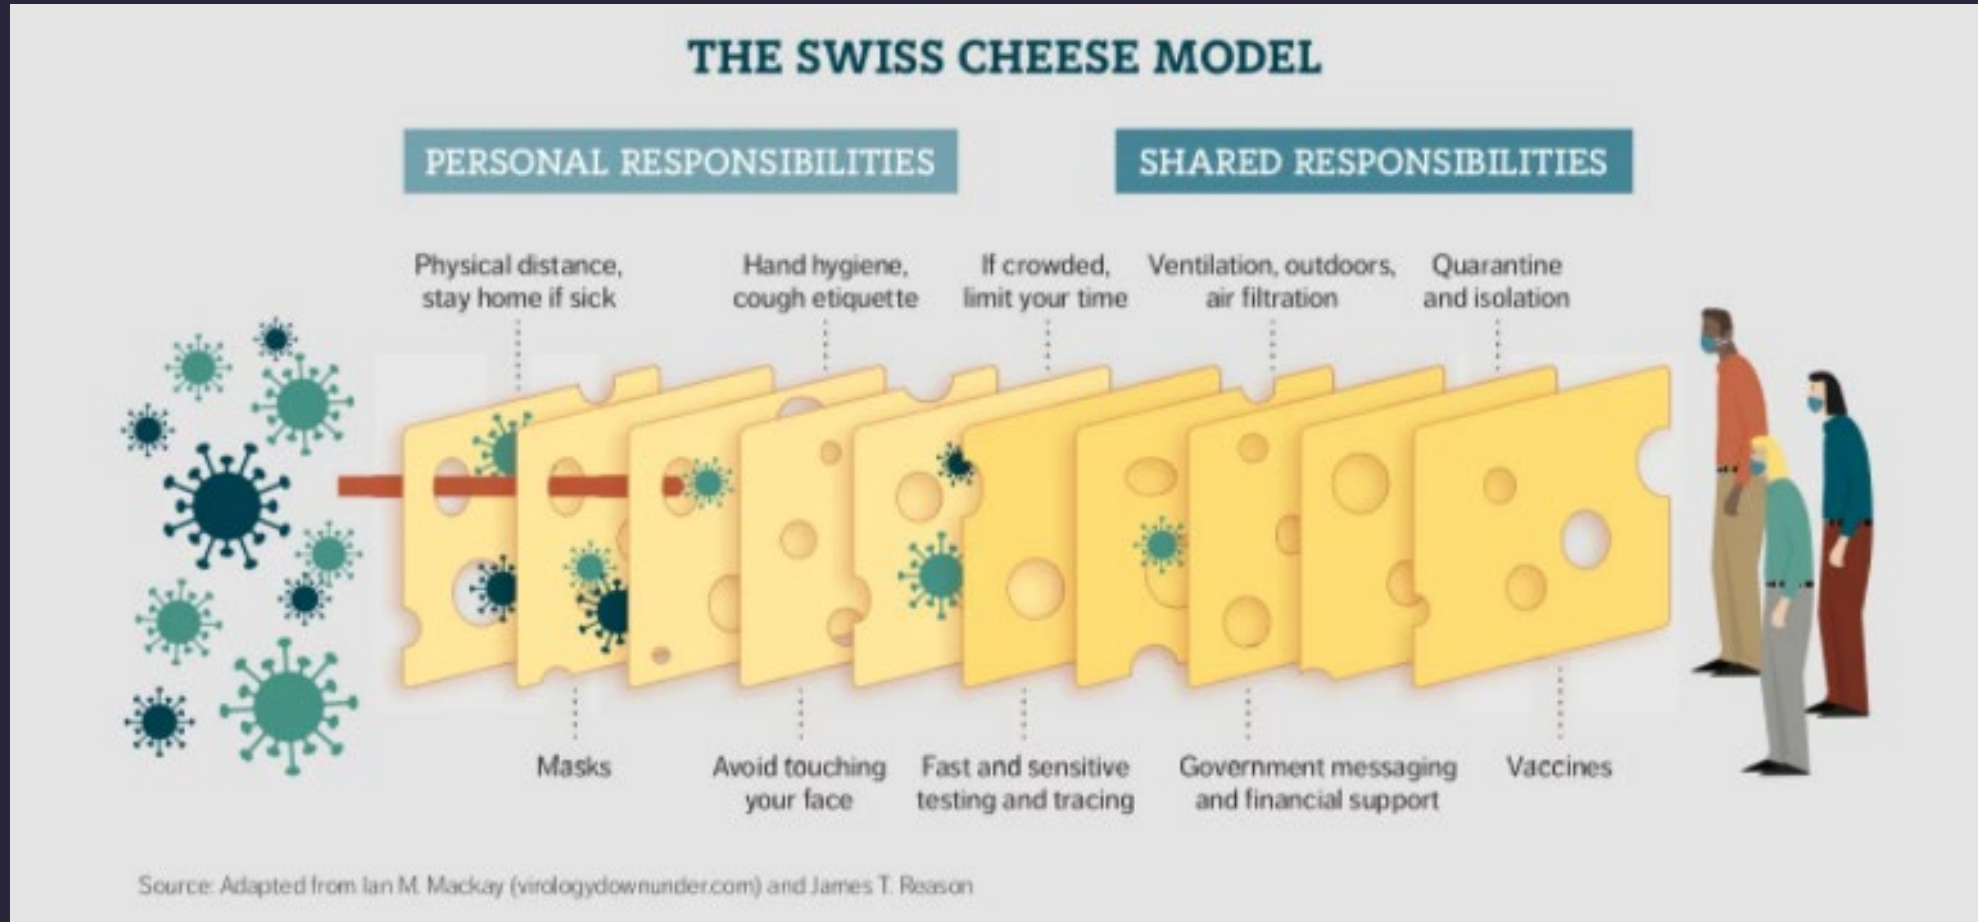 THE SWISS CHEESE MODEL
PERSONAL RESPONSIBILITIES
SHARED RESPONSIBILITIES
Physical distance,
stay home if sick
Hand hygiene,
cough etiquette
If crowded,
limit your time
Ventilation, outdoors,
air filtration
Quarantine
and isolation
Masks
Avoid touching
your face
Fast and sensitive
testing and tracing
Government messaging
and financial support
Vaccines
Source: Adapted from Ian M. Mackay (virologydownunder.com) and James T. Reason